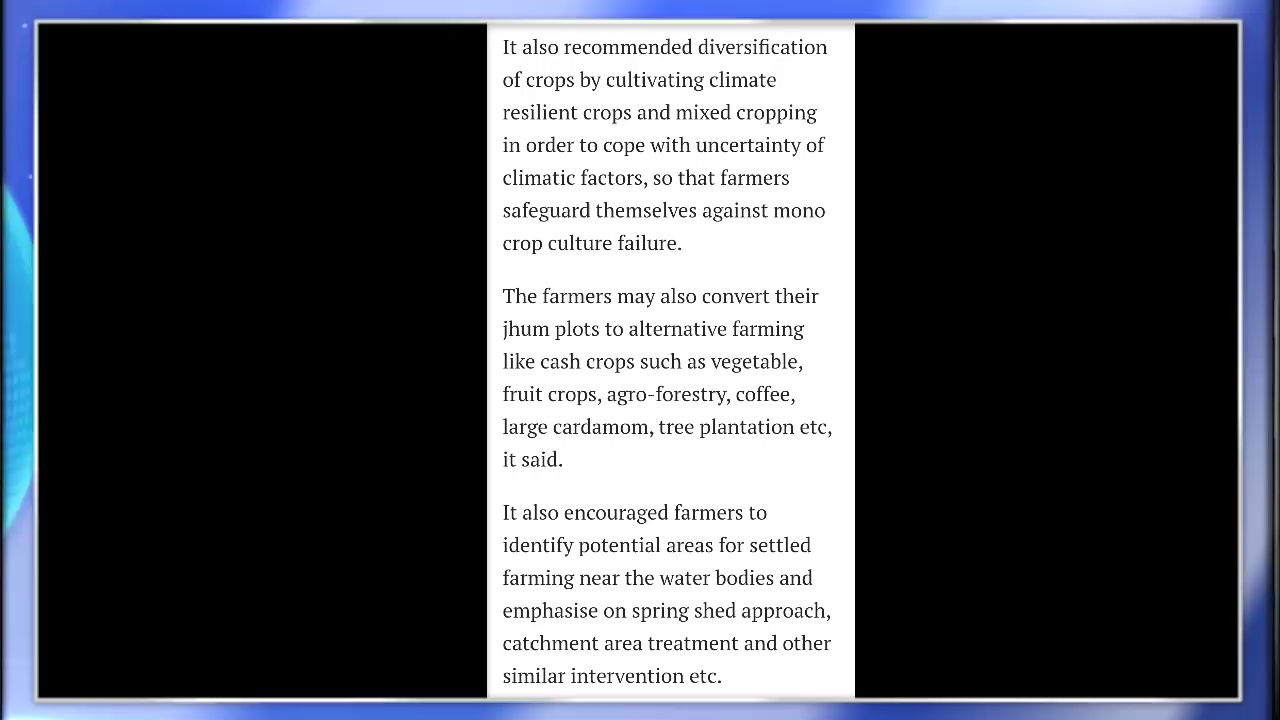 It also recommended diversification
of crops by cultivating climate
resilient crops and mixed cropping
in order to cope with uncertainty of
climatic factors, so that farmers
safeguard themselves against mono
crop culture failure.
The farmers may also convert their
jhum plots to alternative farming
like cash crops such as vegetable,
fruit crops, agro-forestry, coffee,
large cardamom, tree plantation etc,
it said.
It also encouraged farmers to
identify potential areas for settled
farming near the water bodies and
emphasise on spring shed approach,
catchment area treatment and other
similar intervention etc.